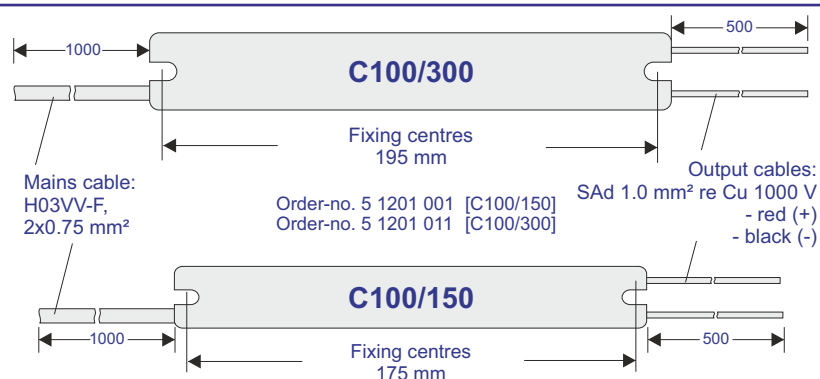 1000
500
C100/300
Fixing centres
195 mm
Mains cable:
H03VV-F,
2x0.75 mm²
Order-no. 5 1201 001 [C100/150]
Order-no. 5 1201 011 [C100/300]
Output cables:
SAd 1.0 mm² re Cu 1000 V
- red (+)
- black (-)
C100/150
1000
500
Fixing centres
175 mm